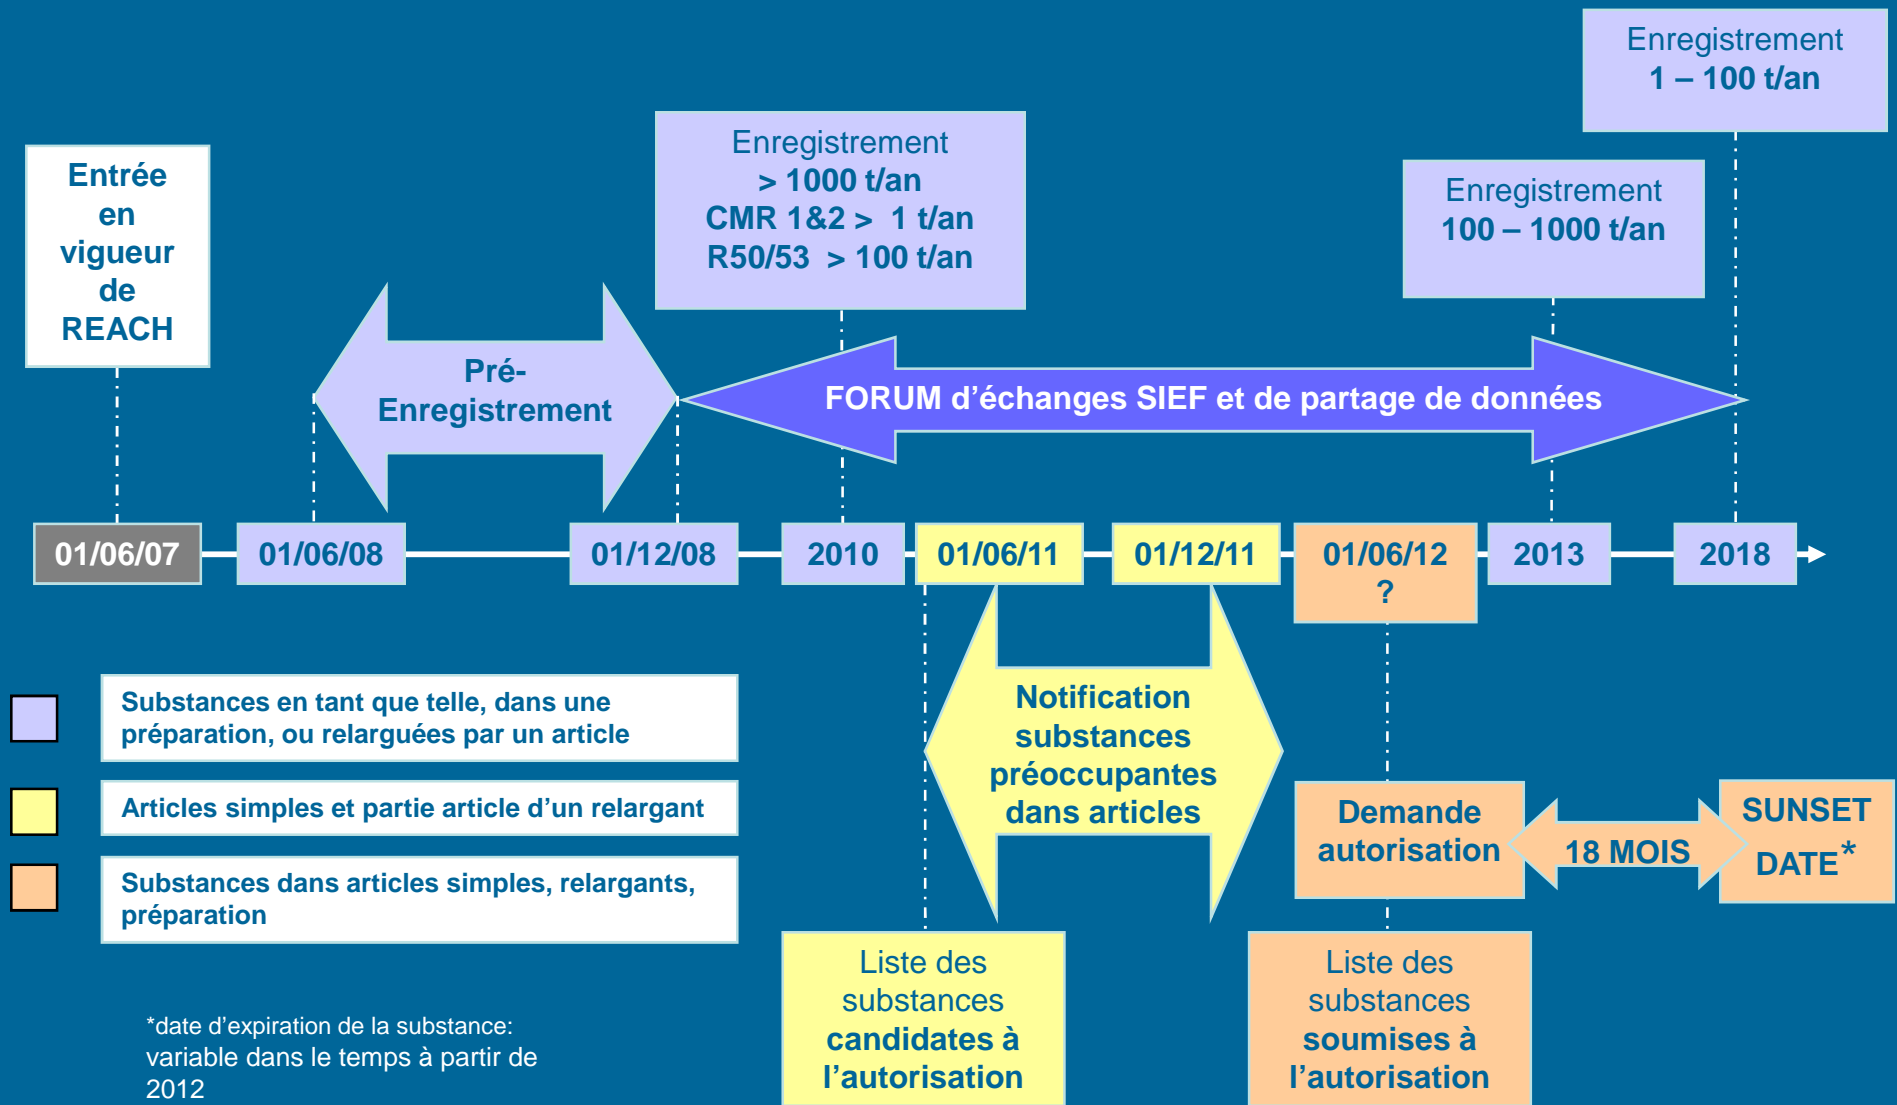 Enregistrement
1 – 100 t/an
Entrée
en
vigueur
de
REACH
Enregistrement
> 1000 t/an
CMR 1&2 > 1 t/an
R50/53 > 100 t/an
Enregistrement
100 – 1000 t/an
Pré-
Enregistrement
FORUM d'échanges SIEF et de partage de données
01/06/07
01/06/08
01/12/08
2010
01/06/11
01/12/11
01/06/12
?
2013
2018
Substances en tant que telle, dans une
préparation, ou relarguées par un article
Articles simples et partie article d'un relargant
Substances dans articles simples, relargants,
préparation
Notification
substances
préoccupantes
dans articles
Demande
autorisation
18 MOIS
SUNSET
DATE*
Liste des
substances
candidates à
l'autorisation
Liste des
substances
soumises à
l'autorisation
*date d'expiration de la substance:
variable dans le temps à partir de
2012